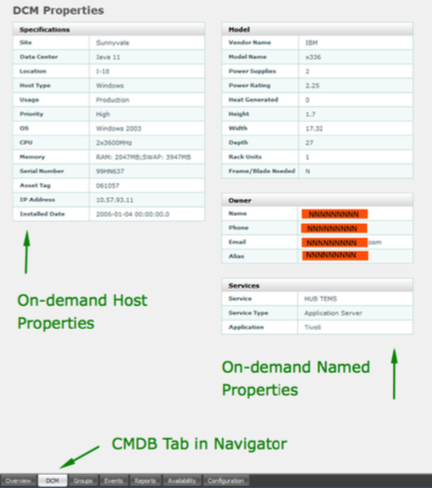 DCM Properties
Specifications
Site Sunnyvale
Data Center Java 11
Location I-18
Host Type Windows
Usage Production
Priority High
OS Windows 2003
CPU 2x3600MHz
Memory RAM: 2047MB;SWAP: 3947MB
Serial Number 99HN637
Asset Tag 061057
IP Address 10.57.93.11
Installed Date 2006-01-04 00:00:00.0
Model
Vendor Name IBM
Model Name x336
Power Supplies 2
Power Rating 2.25
Heat Generated 0
Height 1.7
Width 17.32
Depth 27
Rack Units 1
Frame/Blade Needed N
Owner
Name NNNNNNNNN
Phone NNNNNNNNN
Email NNNNNNNNN com
Alias NNNNNNNNN
Services
Service HUB TEMS
Service Type Application Server
Application Tivoli
On-demand Host
Properties
On-demand Named
Properties
CMDB Tab in Navigator
Overview DCM Groups Events Reports Availability Configuration